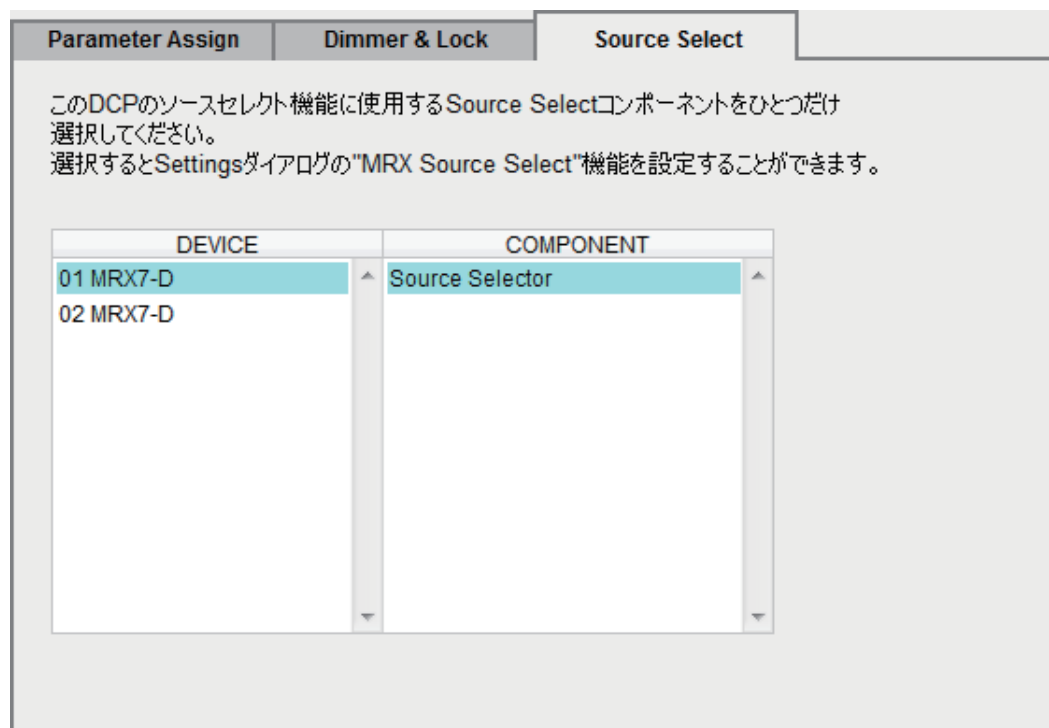 Parameter Assign Dimmer & Lock Source Select
このDCPのソースセレクト機能に使用するSource Selectコンポーネントをひとつだけ
選択してください。
選択するとSettingsダイアログの"MRX Source Select"機能を設定することができます。
DEVICE COMPONENT
01 MRX7-D Source Selector
02 MRX7-D